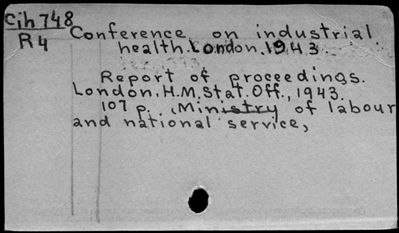 Cih 748
R4
Conference on industrial
health. London. 1943.
Report of proceedings.
London. H.M. Stat. Off., 1943.
107 p. (Ministry of labour
and national service,